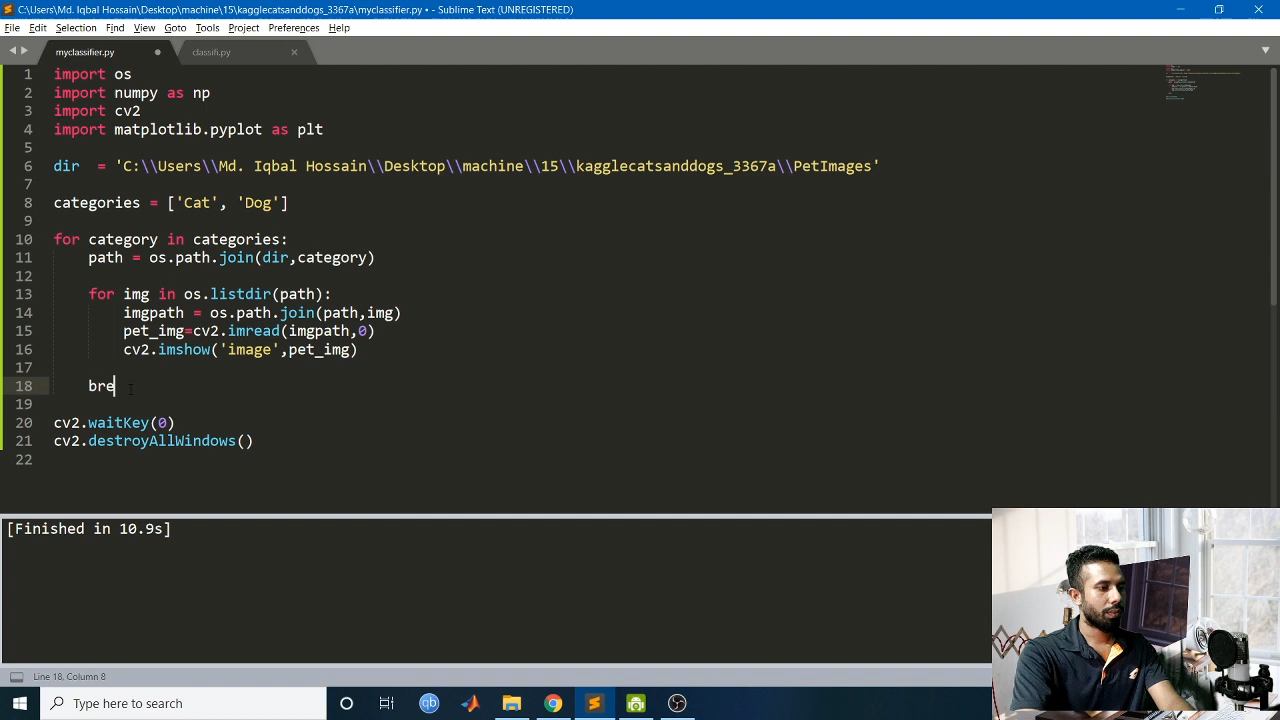 C:\Users\Md. Iqbal Hossain\Desktop\machine\15\kagglecatsanddogs_3367a\myclassifier.py • - Sublime Text (UNREGISTERED)
File Edit Selection Find View Goto Tools Project Preferences Help
myclassifier.py classifi.py
1 import os
2 import numpy as np
3 import cv2
4 import matplotlib.pyplot as plt
5
6 dir  = 'C:\\Users\\Md. Iqbal Hossain\\Desktop\\machine\\15\\kagglecatsanddogs_3367a\\PetImages'
7
8 categories = ['Cat', 'Dog']
9
10 for category in categories:
11     path = os.path.join(dir,category)
12
13     for img in os.listdir(path):
14         imgpath = os.path.join(path,img)
15         pet_img=cv2.imread(imgpath,0)
16         cv2.imshow('image',pet_img)
17
18     bre
19
20 cv2.waitKey(0)
21 cv2.destroyAllWindows()
22
[Finished in 10.9s]
Line 18, Column 8
Type here to search
qb